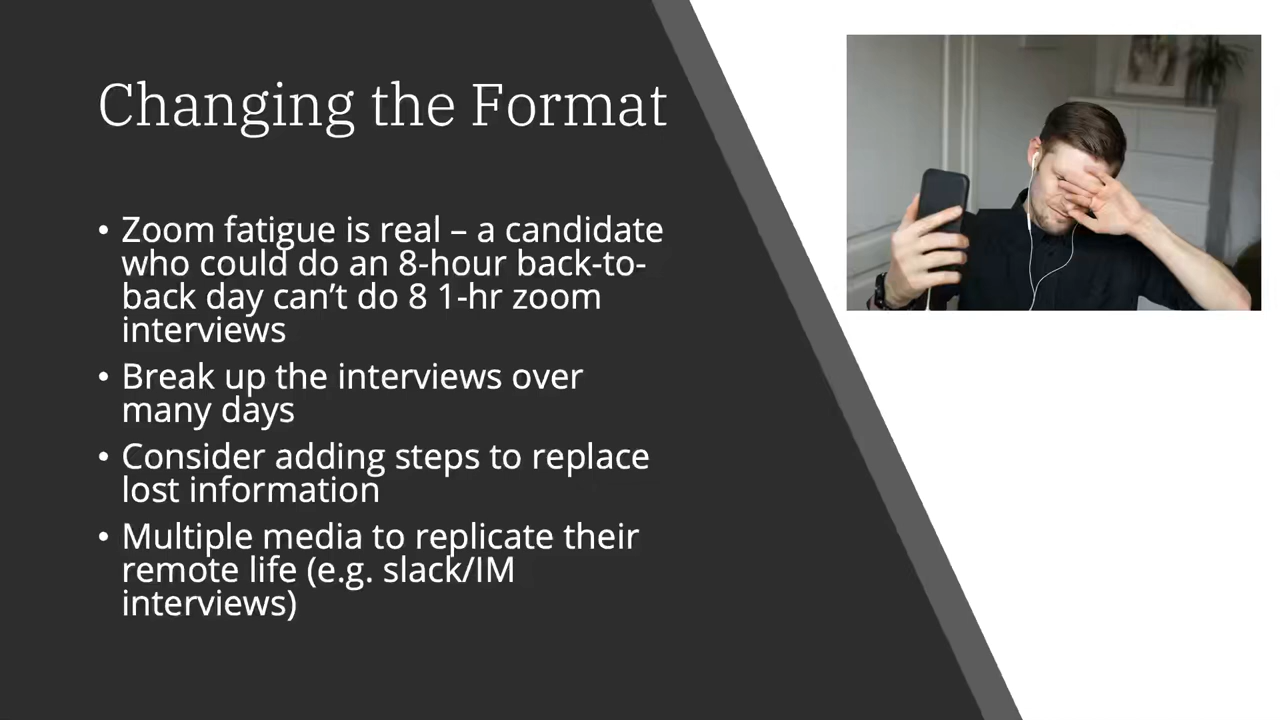 Changing the Format
• Zoom fatigue is real – a candidate
who could do an 8-hour back-to-
back day can’t do 8 1-hr zoom
interviews
• Break up the interviews over
many days
• Consider adding steps to replace
lost information
• Multiple media to replicate their
remote life (e.g. slack/IM
interviews)